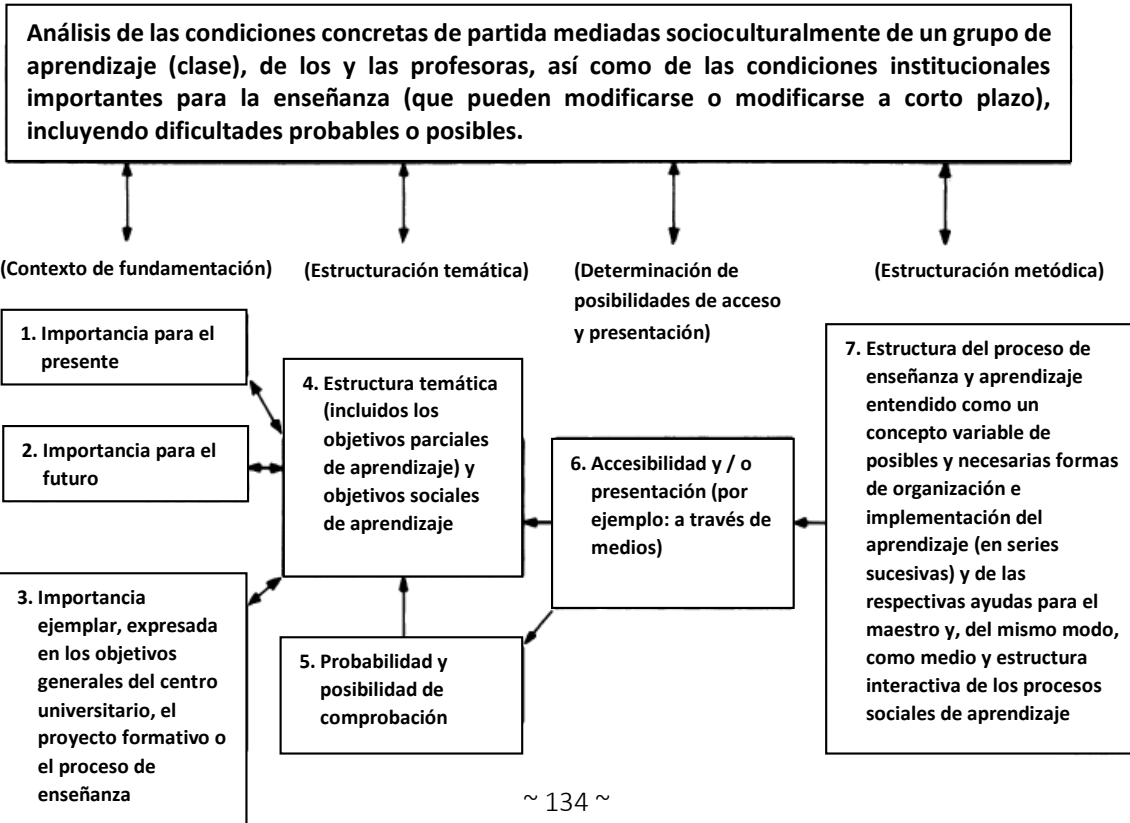 Análisis de las condiciones concretas de partida mediadas socioculturalmente de un grupo de
aprendizaje (clase), de los y las profesoras, así como de las condiciones institucionales
importantes para la enseñanza (que pueden modificarse o modificarse a corto plazo),
incluyendo dificultades probables o posibles.
(Contexto de fundamentación)
(Estructuración temática)
(Determinación de
posibilidades de acceso
y presentación)
(Estructuración metódica)
1. Importancia para el
presente
2. Importancia para el
futuro
3. Importancia
ejemplar, expresada
en los objetivos
generales del centro
universitario, el
proyecto formativo o
el proceso de
enseñanza
4. Estructura temática
(incluidos los
objetivos parciales
de aprendizaje) y
objetivos sociales
de aprendizaje
5. Probabilidad y
posibilidad de
comprobación
6. Accesibilidad y / o
presentación (por
ejemplo: a través de
medios)
7. Estructura del proceso de
enseñanza y aprendizaje
entendido como un
concepto variable de
posibles y necesarias formas
de organización e
implementación del
aprendizaje (en series
sucesivas) y de las
respectivas ayudas para el
maestro y, del mismo modo,
como medio y estructura
interactiva de los procesos
sociales de aprendizaje
~ 134 ~